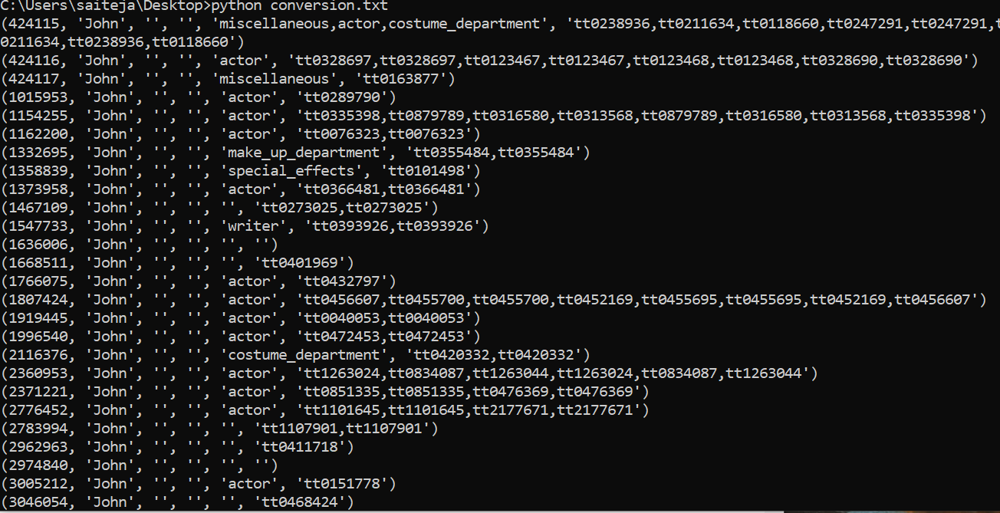 C:\Users\saiteja\Desktop>python conversion.txt
(424115, 'John', '', '', 'miscellaneous,actor,costume_department', 'tt0238936,tt0211634,tt0118660,tt0247291,tt0247291,t
0211634,tt0238936,tt0118660')
(424116, 'John', '', '', 'actor', 'tt0328697,tt0328697,tt0123467,tt0123467,tt0123468,tt0123468,tt0328690,tt0328690')
(424117, 'John', '', '', 'miscellaneous', 'tt0163877')
(1015953, 'John', '', '', 'actor', 'tt0289790')
(1154255, 'John', '', '', 'actor', 'tt0335398,tt0879789,tt0316580,tt0313568,tt0879789,tt0316580,tt0313568,tt0335398')
(1162200, 'John', '', '', 'actor', 'tt0076323,tt0076323')
(1332695, 'John', '', '', 'make_up_department', 'tt0355484,tt0355484')
(1358839, 'John', '', '', 'special_effects', 'tt0101498')
(1373958, 'John', '', '', 'actor', 'tt0366481,tt0366481')
(1467109, 'John', '', '', '', 'tt0273025,tt0273025')
(1547733, 'John', '', '', 'writer', 'tt0393926,tt0393926')
(1636006, 'John', '', '', '', '')
(1668511, 'John', '', '', '', 'tt0401969')
(1766075, 'John', '', '', 'actor', 'tt0432797')
(1807424, 'John', '', '', 'actor', 'tt0456607,tt0455700,tt0455700,tt0452169,tt0455695,tt0455695,tt0452169,tt0456607')
(1919445, 'John', '', '', 'actor', 'tt0040053,tt0040053')
(1996540, 'John', '', '', 'actor', 'tt0472453,tt0472453')
(2116376, 'John', '', '', 'costume_department', 'tt0420332,tt0420332')
(2360953, 'John', '', '', 'actor', 'tt1263024,tt0834087,tt1263044,tt1263024,tt0834087,tt1263044')
(2371221, 'John', '', '', 'actor', 'tt0851335,tt0851335,tt0476369,tt0476369')
(2776452, 'John', '', '', 'actor', 'tt1101645,tt1101645,tt2177671,tt2177671')
(2783994, 'John', '', '', '', 'tt1107901,tt1107901')
(2962963, 'John', '', '', '', 'tt0411718')
(2974840, 'John', '', '', '', '')
(3005212, 'John', '', '', 'actor', 'tt0151778')
(3046054, 'John', '', '', '', 'tt0468424')